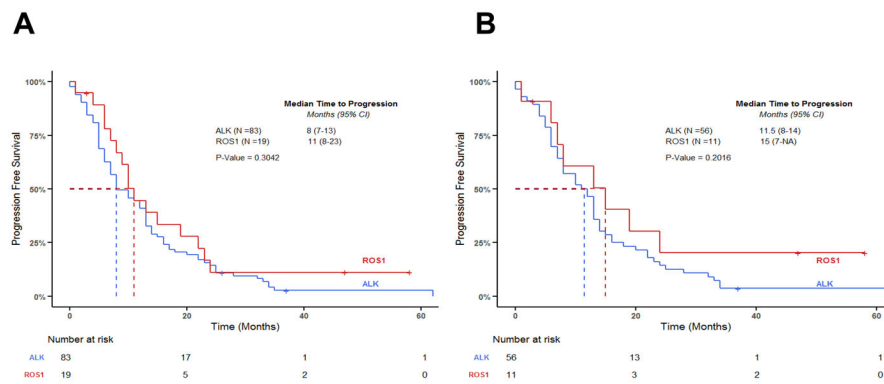 A
B
100%
75%
50%
25%
0%
Progression Free Survival
Median Time to Progression
Months (95% CI)
ALK (N =83) 8 (7-13)
ROS1 (N =19) 11 (8-23)
P-Value = 0.3042
ROS1
ALK
0 20 40 60
Time (Months)
Number at risk
ALK 83 17 1 1
ROS1 19 5 2 0
100%
75%
50%
25%
0%
Progression Free Survival
Median Time to Progression
Months (95% CI)
ALK (N =56) 11.5 (8-14)
ROS1 (N =11) 15 (7-NA)
P-Value = 0.2016
ROS1
ALK
0 20 40 60
Time (Months)
Number at risk
ALK 56 13 1 1
ROS1 11 3 2 0